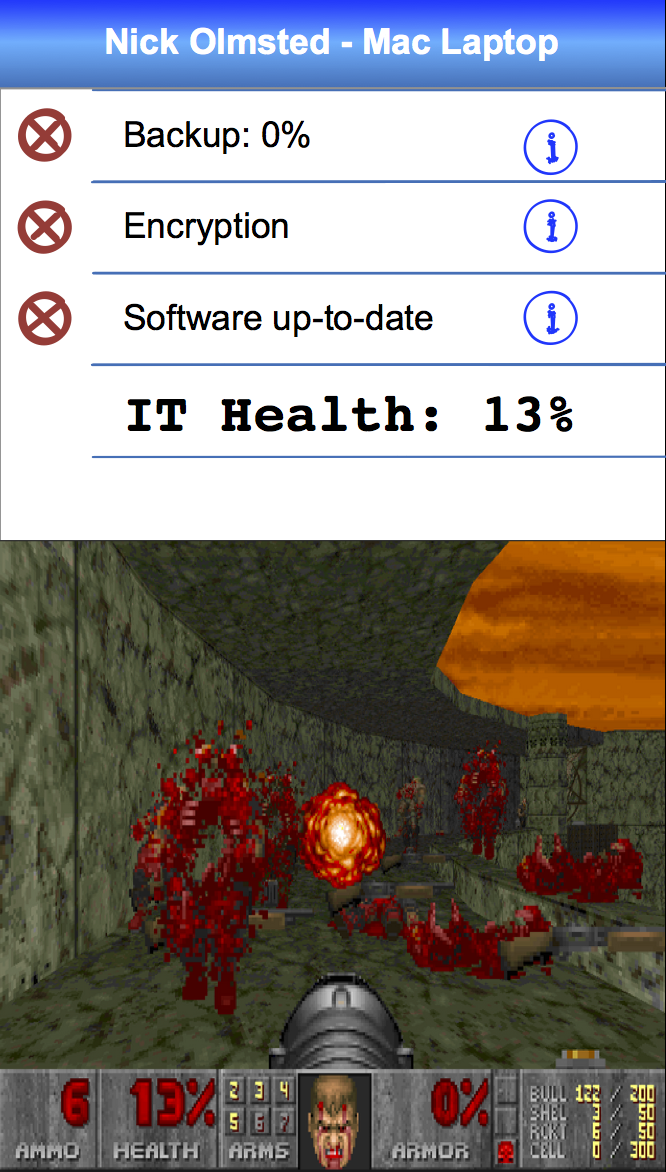 Nick Olmsted - Mac Laptop
Backup: 0%
i
Encryption
i
Software up-to-date
i
IT Health: 13%
6 13% 2 3 4 0% BULL 122 / 200
SHEL 3 / 50
5 6 7 RCKT 6 / 50
AMMO HEALTH ARMS ARMOR CELL 0 / 300